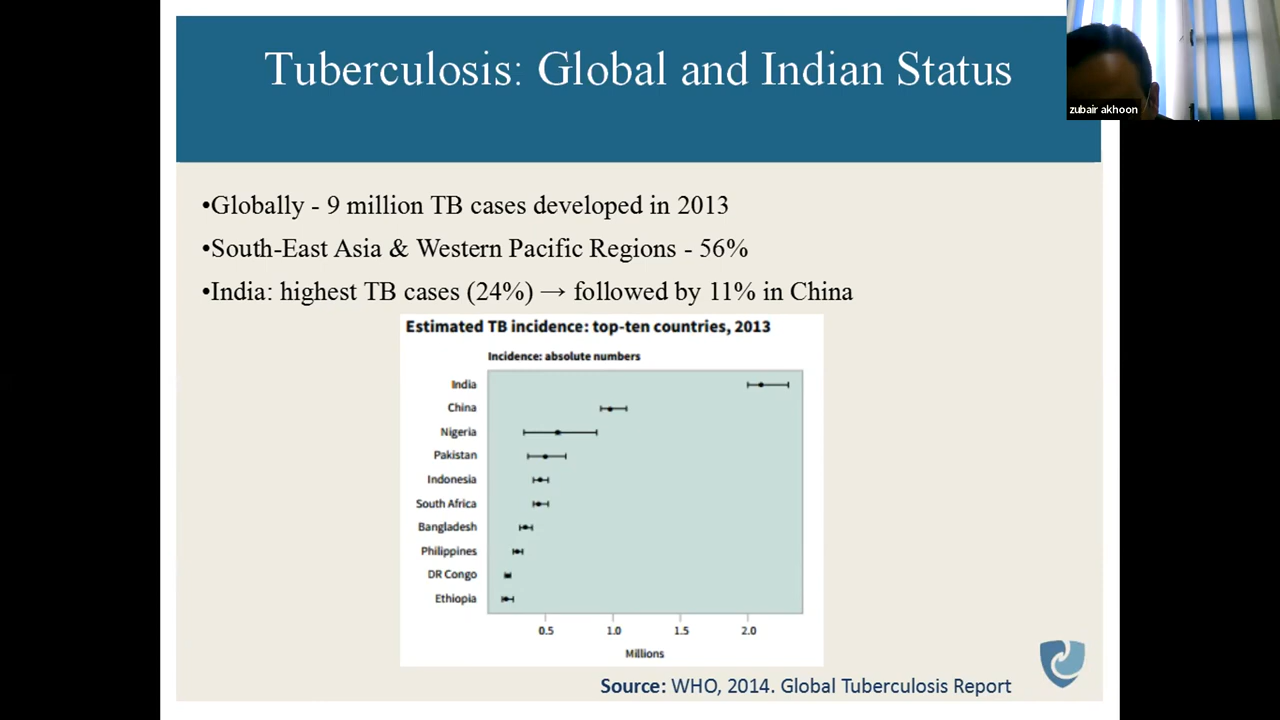 Tuberculosis: Global and Indian Status
zubair akhoon
•Globally - 9 million TB cases developed in 2013
•South-East Asia & Western Pacific Regions - 56%
•India: highest TB cases (24%) → followed by 11% in China
Estimated TB incidence: top-ten countries, 2013
Incidence: absolute numbers
India
China
Nigeria
Pakistan
Indonesia
South Africa
Bangladesh
Philippines
DR Congo
Ethiopia
0.5 1.0 1.5 2.0
Millions
Source: WHO, 2014. Global Tuberculosis Report